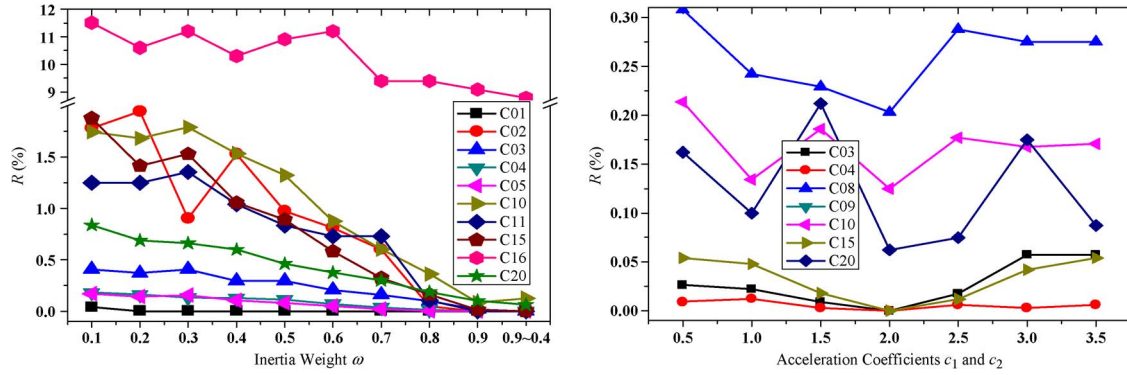 12
11
10
9
1.5
1.0
0.5
0.0
R (%)
0.1 0.2 0.3 0.4 0.5 0.6 0.7 0.8 0.9 0.9~0.4
Inertia Weight ω
C01
C02
C03
C04
C05
C10
C11
C15
C16
C20
0.30
0.25
0.20
0.15
0.10
0.05
0.00
R (%)
0.5 1.0 1.5 2.0 2.5 3.0 3.5
Acceleration Coefficients c₁ and c₂
C03
C04
C08
C09
C10
C15
C20